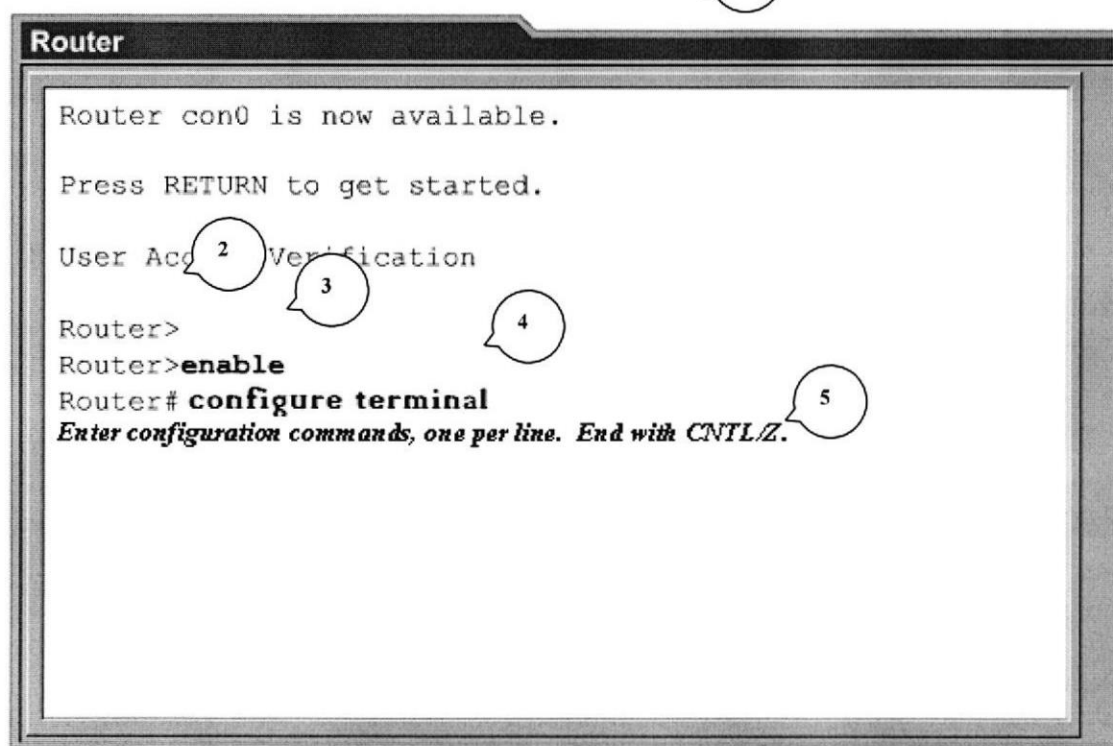 Router
Router con0 is now available.
Press RETURN to get started.
2
User Verification
3
4
Router>
Router>enable
Router# configure terminal
5
Enter configuration commands, one per line. End with CNTL/Z.